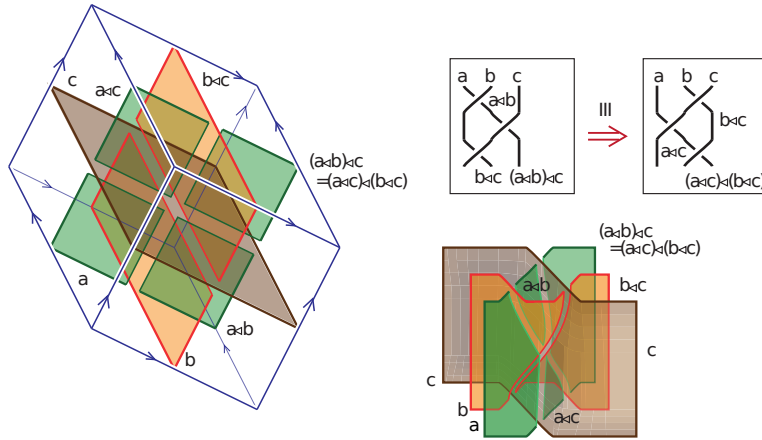 c
a◁c
b◁c
(a◁b)◁c
=(a◁c)◁(b◁c)
a
a◁b
b
a b c
a◁b
b◁c (a◁b)◁c
III
a b c
b◁c
a◁c
(a◁c)◁(b◁c)
(a◁b)◁c
=(a◁c)◁(b◁c)
a◁b
b◁c
c
c
b
a
a◁c